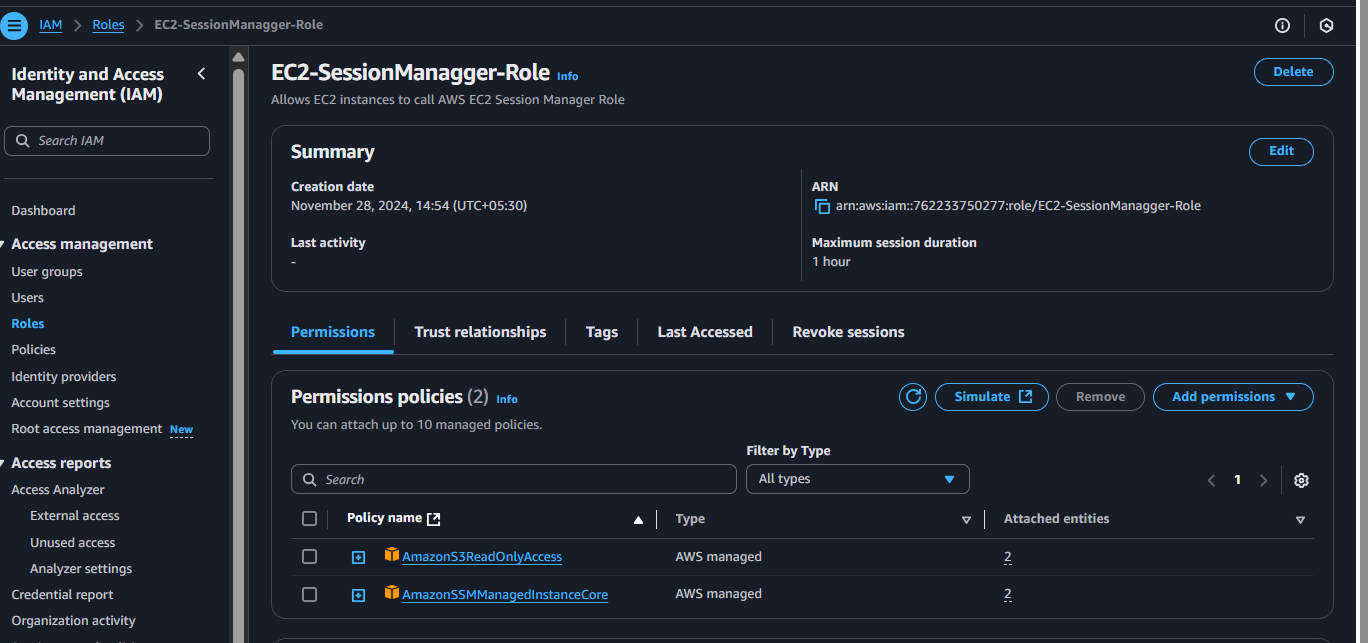 IAM > Roles > EC2-SessionManagger-Role
Identity and Access
Management (IAM)
Search IAM
Dashboard
Access management
User groups
Users
Roles
Policies
Identity providers
Account settings
Root access management New
Access reports
Access Analyzer
External access
Unused access
Analyzer settings
Credential report
Organization activity
EC2-SessionManagger-Role Info
Delete
Allows EC2 instances to call AWS EC2 Session Manager Role
Summary
Edit
Creation date
November 28, 2024, 14:54 (UTC+05:30)
Last activity
-
ARN
arn:aws:iam::762233750277:role/EC2-SessionManagger-Role
Maximum session duration
1 hour
Permissions Trust relationships Tags Last Accessed Revoke sessions
Permissions policies (2) Info
Simulate Remove Add permissions
You can attach up to 10 managed policies.
Filter by Type
Search All types 1
Policy name Type Attached entities
AmazonS3ReadOnlyAccess AWS managed 2
AmazonSSMManagedInstanceCore AWS managed 2